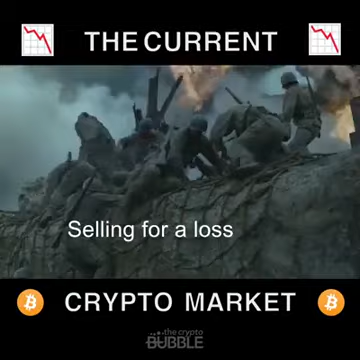 THE CURRENT
Selling for a loss
CRYPTO MARKET
the crypto
BUBBLE